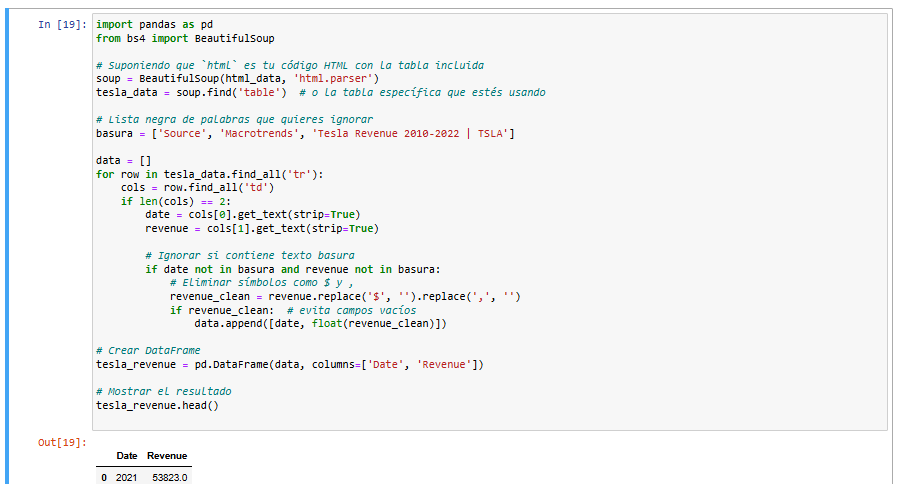 In [19]: import pandas as pd
from bs4 import BeautifulSoup
# Suponiendo que `html` es tu código HTML con la tabla incluida
soup = BeautifulSoup(html_data, 'html.parser')
tesla_data = soup.find('table')  # o la tabla específica que estés usando
# Lista negra de palabras que quieres ignorar
basura = ['Source', 'Macrotrends', 'Tesla Revenue 2010-2022 | TSLA']
data = []
for row in tesla_data.find_all('tr'):
    cols = row.find_all('td')
    if len(cols) == 2:
        date = cols[0].get_text(strip=True)
        revenue = cols[1].get_text(strip=True)
        # Ignorar si contiene texto basura
        if date not in basura and revenue not in basura:
            # Eliminar símbolos como $ y ,
            revenue_clean = revenue.replace('$', '').replace(',', '')
            if revenue_clean:  # evita campos vacíos
                data.append([date, float(revenue_clean)])
# Crear DataFrame
tesla_revenue = pd.DataFrame(data, columns=['Date', 'Revenue'])
# Mostrar el resultado
tesla_revenue.head()
Out[19]:
Date Revenue
0 2021 53823.0